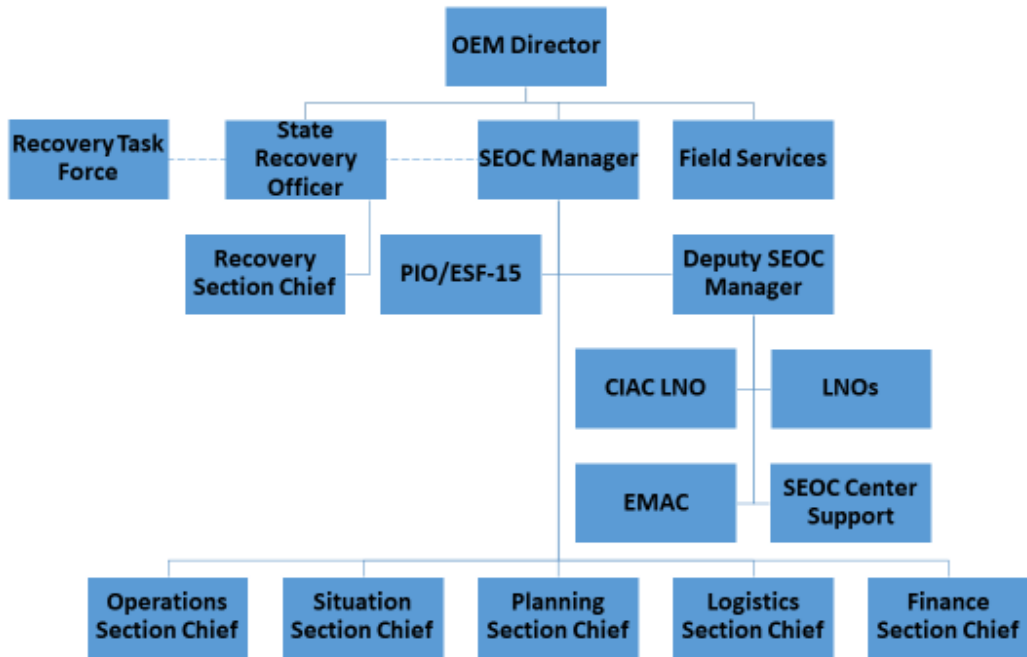 OEM Director
Recovery Task
Force
State
Recovery
Officer
SEOC Manager
Field Services
Recovery
Section Chief
PIO/ESF-15
Deputy SEOC
Manager
CIAC LNO
LNOs
EMAC
SEOC Center
Support
Operations
Section Chief
Situation
Section Chief
Planning
Section Chief
Logistics
Section Chief
Finance
Section Chief